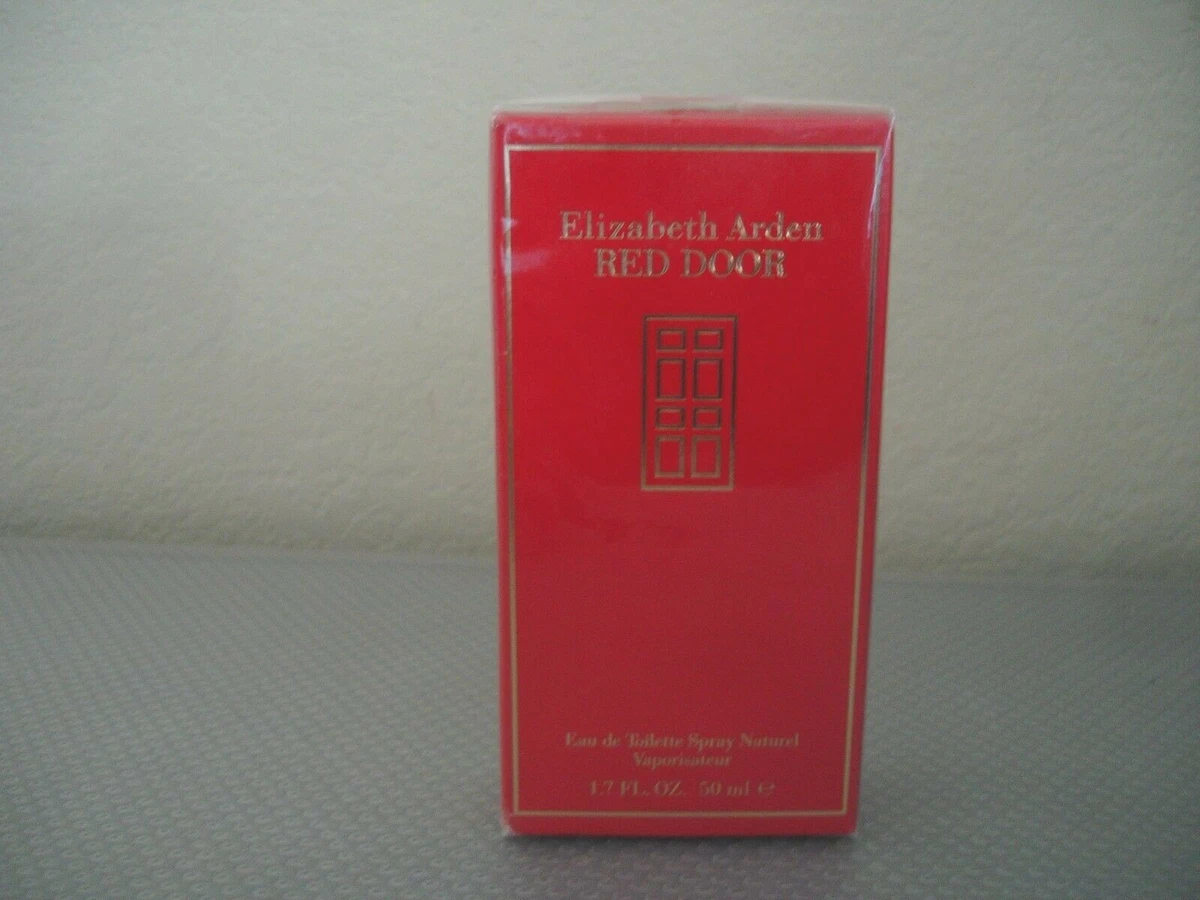 Elizabeth Arden
RED DOOR
Eau de Toilette Spray Naturel
Vaporisateur
1.7 FL. OZ. 50 ml ℮